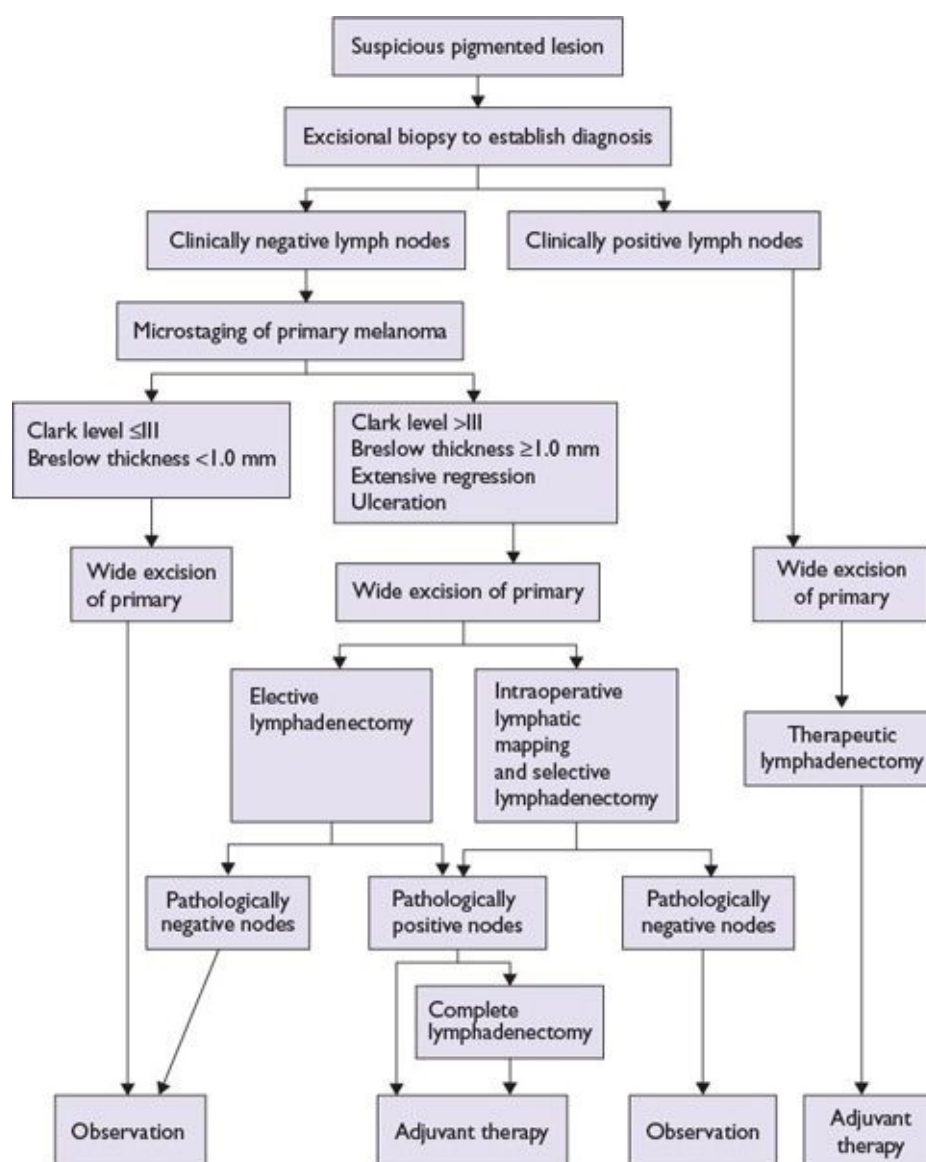 Suspicious pigmented lesion
Excisional biopsy to establish diagnosis
Clinically negative lymph nodes
Clinically positive lymph nodes
Microstaging of primary melanoma
Clark level ≤III
Breslow thickness <1.0 mm
Clark level >III
Breslow thickness ≥1.0 mm
Extensive regression
Ulceration
Wide excision
of primary
Wide excision of primary
Wide excision
of primary
Elective
lymphadenectomy
Intraoperative
lymphatic
mapping
and selective
lymphadenectomy
Therapeutic
lymphadenectomy
Pathologically
negative nodes
Pathologically
positive nodes
Pathologically
negative nodes
Complete
lymphadenectomy
Observation
Adjuvant therapy
Observation
Adjuvant
therapy